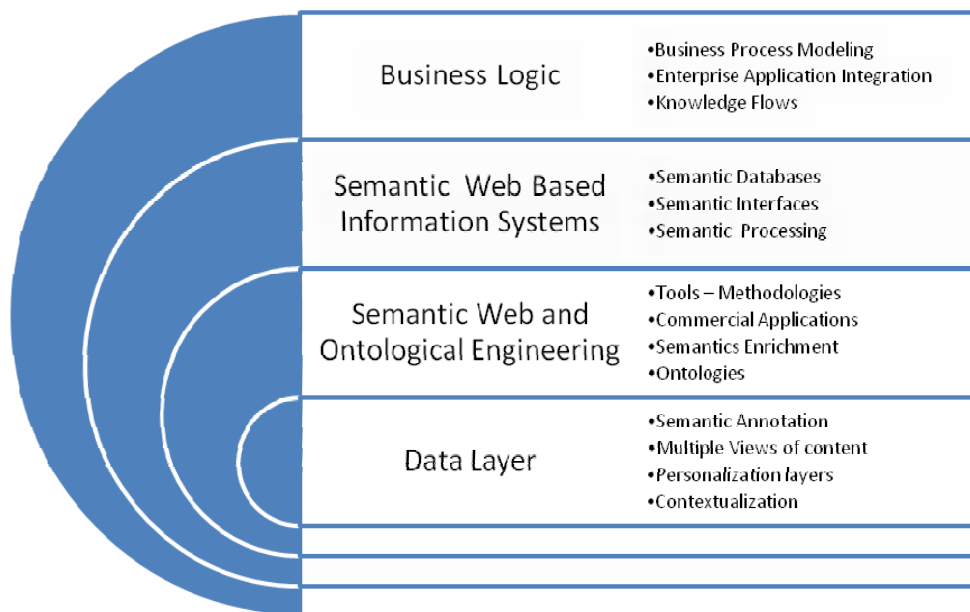 Business Logic
•Business Process Modeling
•Enterprise Application Integration
•Knowledge Flows
Semantic Web Based
Information Systems
•Semantic Databases
•Semantic Interfaces
•Semantic Processing
Semantic Web and
Ontological Engineering
•Tools – Methodologies
•Commercial Applications
•Semantics Enrichment
•Ontologies
Data Layer
•Semantic Annotation
•Multiple Views of content
•Personalization layers
•Contextualization